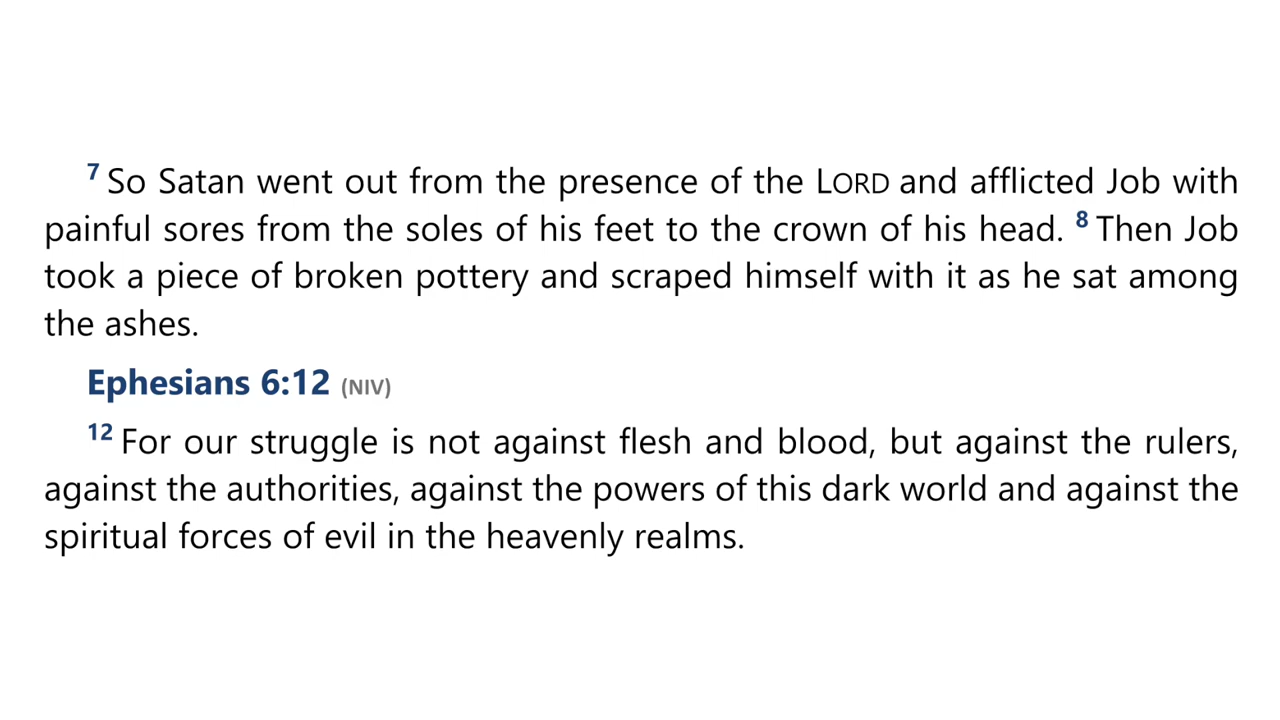 7 So Satan went out from the presence of the LORD and afflicted Job with
painful sores from the soles of his feet to the crown of his head. 8 Then Job
took a piece of broken pottery and scraped himself with it as he sat among
the ashes.
Ephesians 6:12 (NIV)
12 For our struggle is not against flesh and blood, but against the rulers,
against the authorities, against the powers of this dark world and against the
spiritual forces of evil in the heavenly realms.